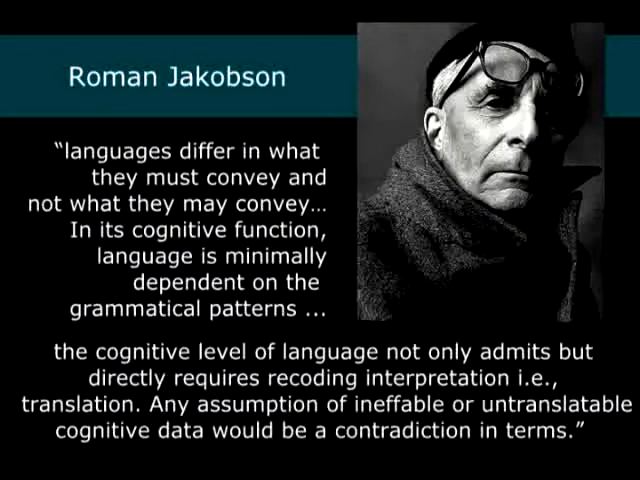 Roman Jakobson
“languages differ in what
they must convey and
not what they may convey…
In its cognitive function,
language is minimally
dependent on the
grammatical patterns ...
the cognitive level of language not only admits but
directly requires recoding interpretation i.e.,
translation. Any assumption of ineffable or untranslatable
cognitive data would be a contradiction in terms.”